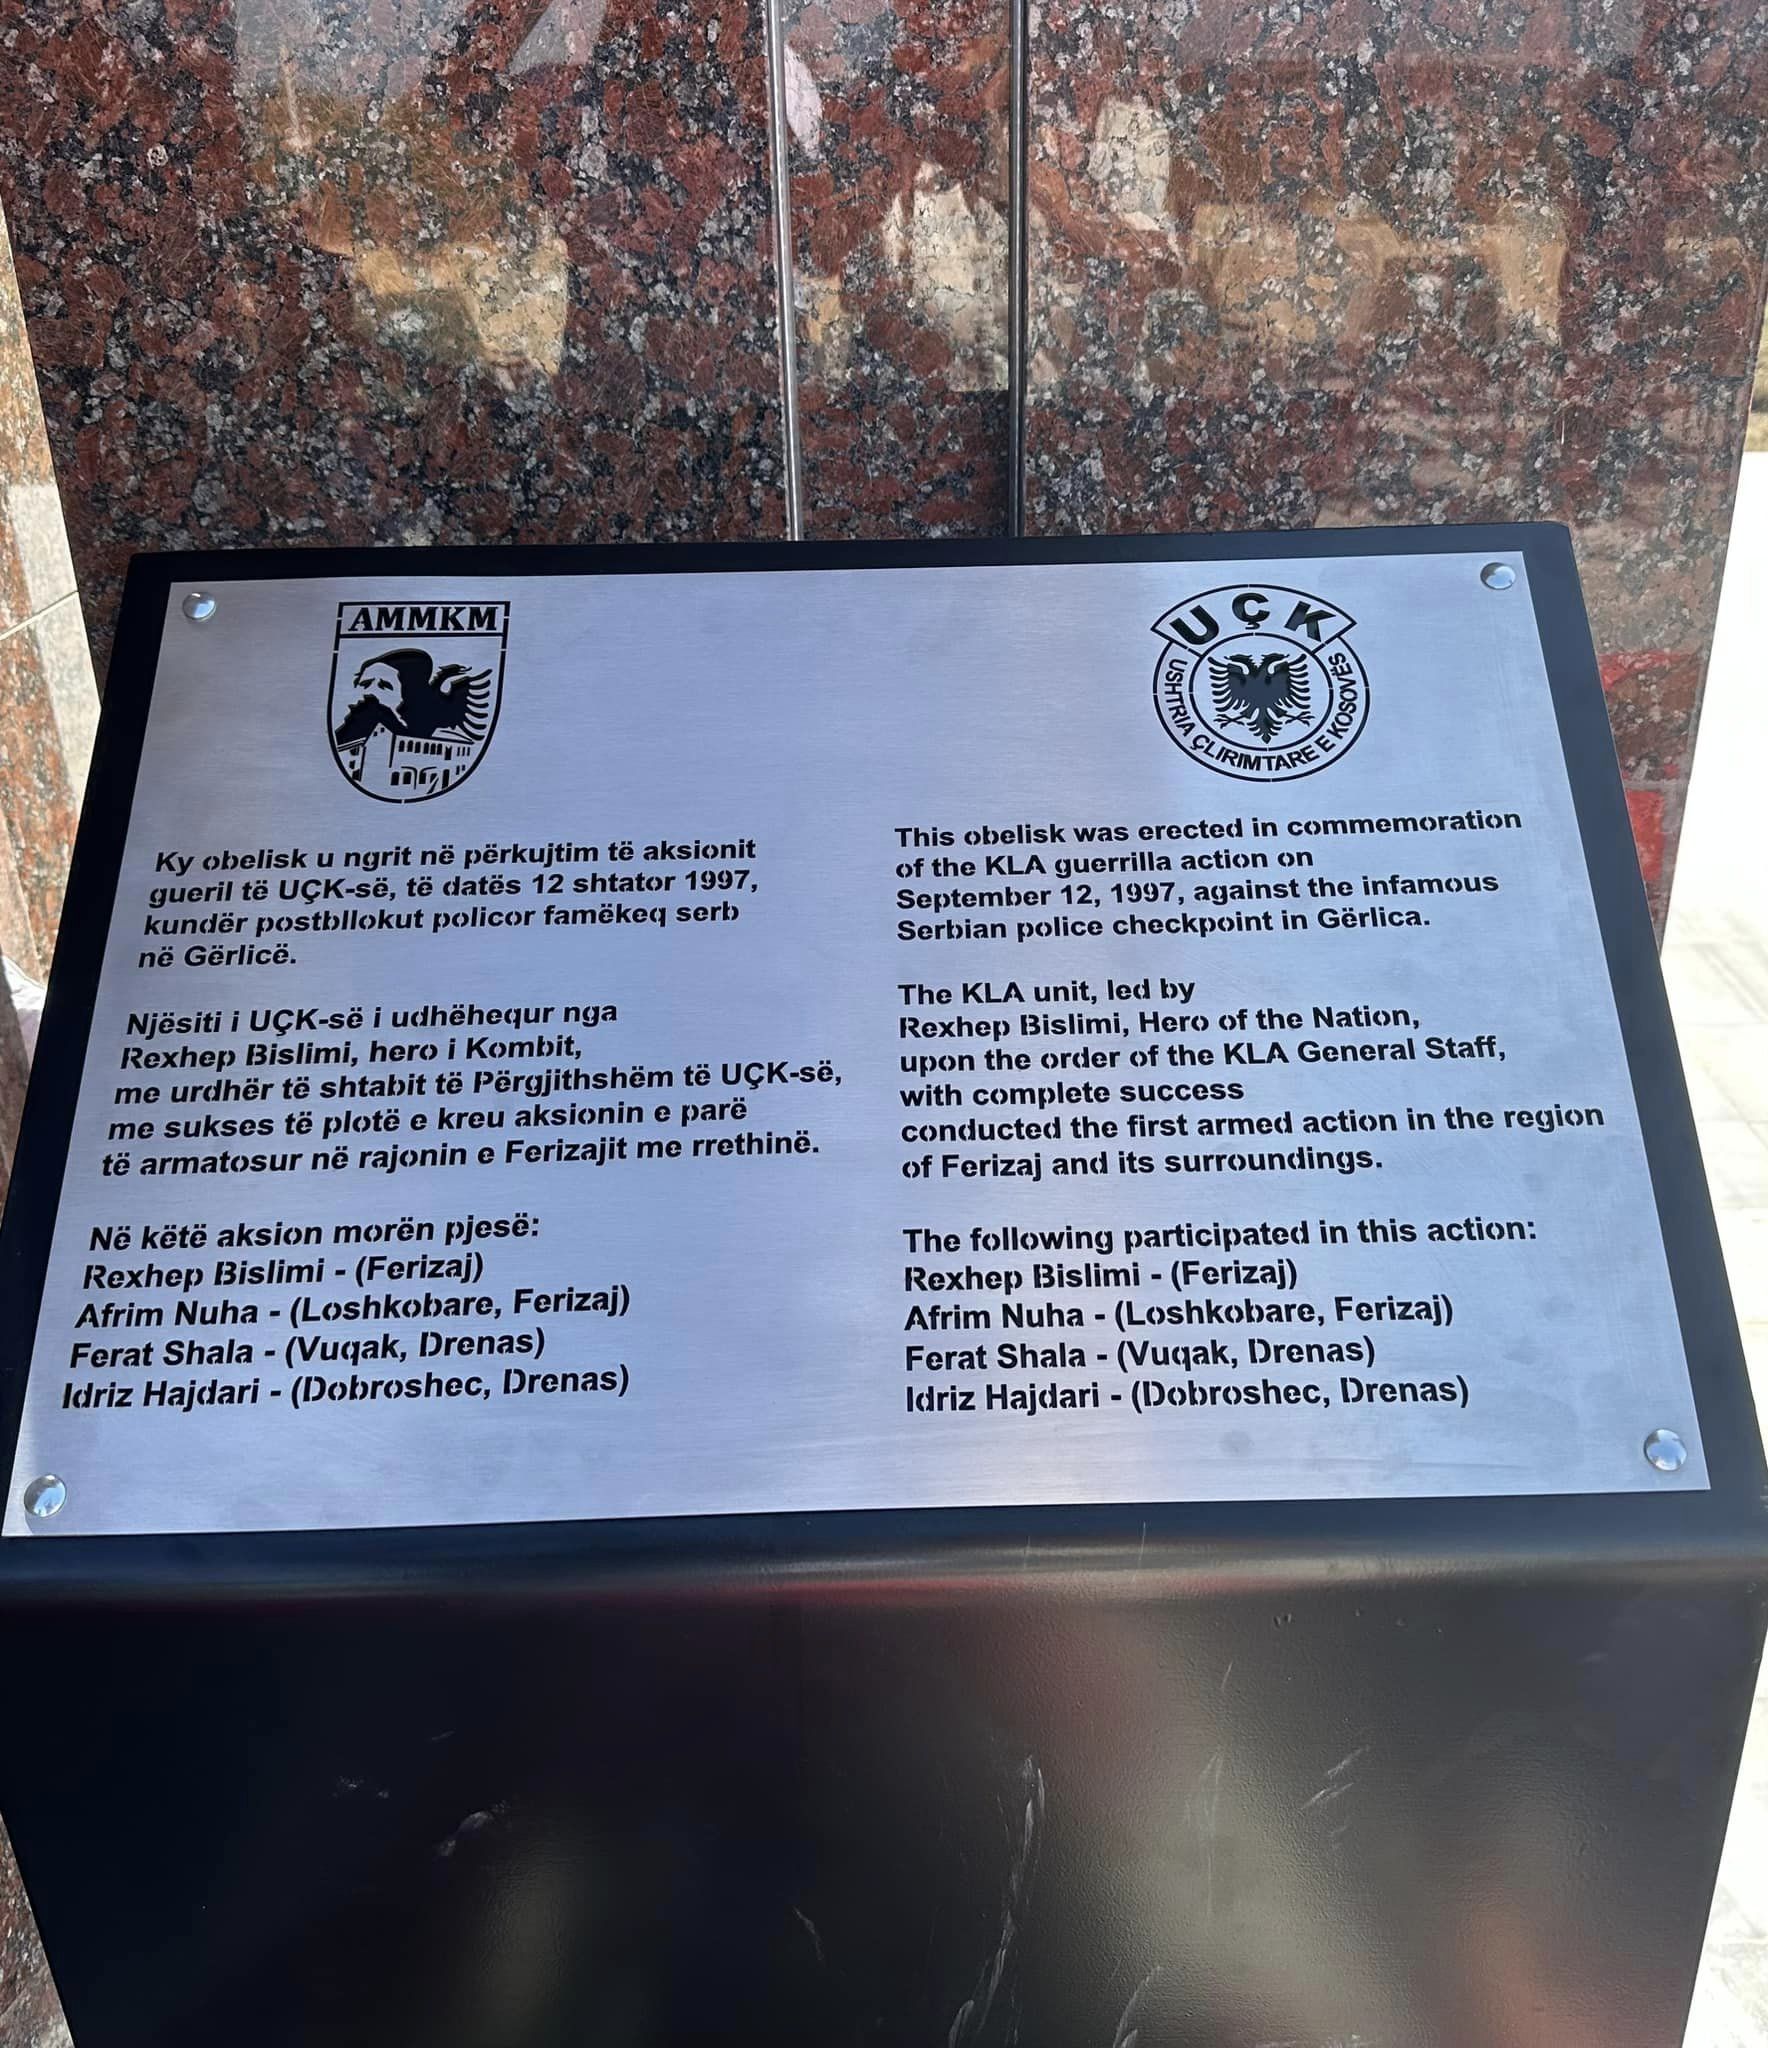 AMMKM
Ky obelisk u ngrit në përkujtim të aksionit
gueril të UÇK-së, të datës 12 shtator 1997,
kundër postbllokut policor famëkeq serb
në Gërlicë.
Njësiti i UÇK-së i udhëhequr nga
Rexhep Bislimi, hero i Kombit,
me urdhër të shtabit të Përgjithshëm të UÇK-së,
me sukses të plotë e kreu aksionin e parë
të armatosur në rajonin e Ferizajit me rrethinë.
Në këtë aksion morën pjesë:
Rexhep Bislimi - (Ferizaj)
Afrim Nuha - (Loshkobare, Ferizaj)
Ferat Shala - (Vuqak, Drenas)
Idriz Hajdari - (Dobroshec, Drenas)
UÇK
USHTRIA ÇLIRIMTARE E KOSOVËS
This obelisk was erected in commemoration
of the KLA guerrilla action on
September 12, 1997, against the infamous
Serbian police checkpoint in Gërlica.
The KLA unit, led by
Rexhep Bislimi, Hero of the Nation,
upon the order of the KLA General Staff,
with complete success
conducted the first armed action in the region
of Ferizaj and its surroundings.
The following participated in this action:
Rexhep Bislimi - (Ferizaj)
Afrim Nuha - (Loshkobare, Ferizaj)
Ferat Shala - (Vuqak, Drenas)
Idriz Hajdari - (Dobroshec, Drenas)